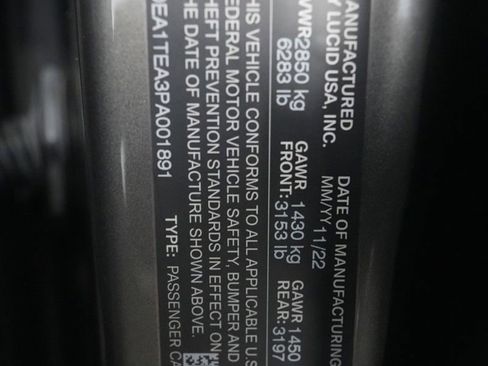 MANUFACTURED DATE OF MANUFACTURING
BY LUCID USA, INC. MM/YY 11/22
GVWR 2850 kg GAWR 1430 kg GAWR 1450
6283 lb FRONT: 3153 lb REAR: 3197
THIS VEHICLE CONFORMS TO ALL APPLICABLE U.S
FEDERAL MOTOR VEHICLE SAFETY, BUMPER AND
THEFT PREVENTION STANDARDS IN EFFECT ON
THE DATE OF MANUFACTURE SHOWN ABOVE.
EA1TEA3PA001891 TYPE: PASSENGER CA